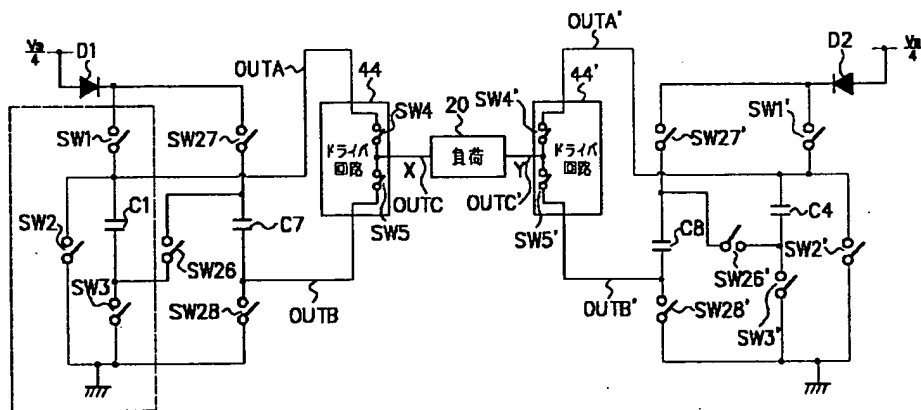 OUTA'
Vs/4
D1
OUTA
44
44'
D2
Vs/4
SW1
SW27
SW4
20
SW4'
SW27'
SW1'
ドライバ
回路
負荷
ドライバ
回路
X
Y
C1
SW2
C7
OUTC
OUTC'
C8
C4
SW26
SW5
SW5'
SW26'
SW2'
SW3
SW28
OUTB
OUTB'
SW28'
SW3'